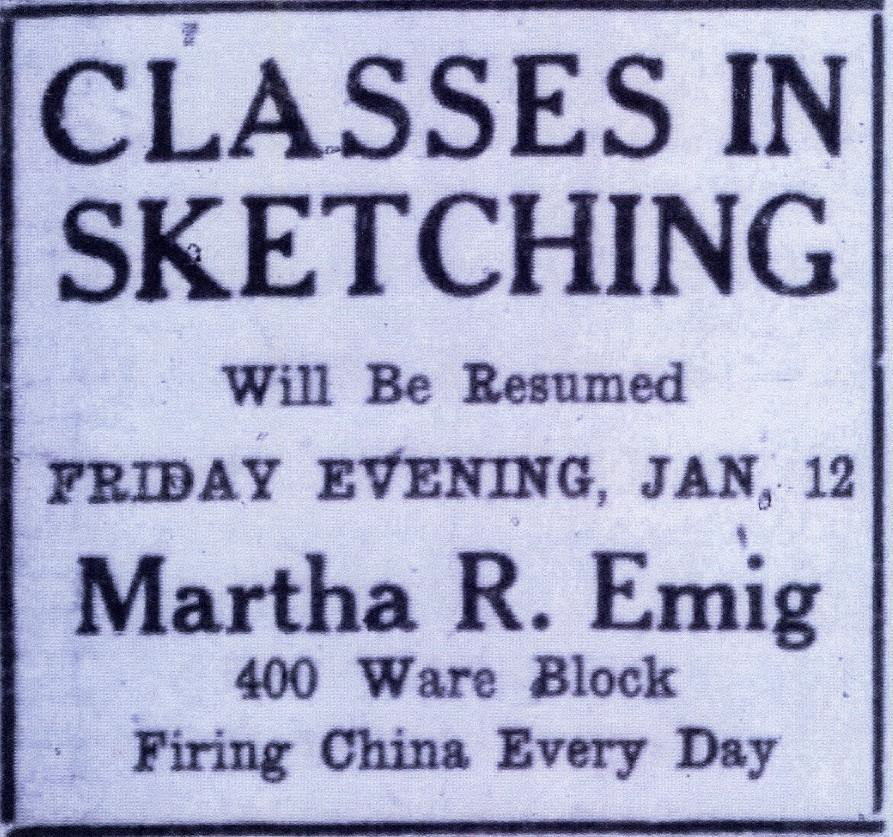 CLASSES IN
SKETCHING
Will Be Resumed
FRIDAY EVENING, JAN. 12
Martha R. Emig
400 Ware Block
Firing China Every Day